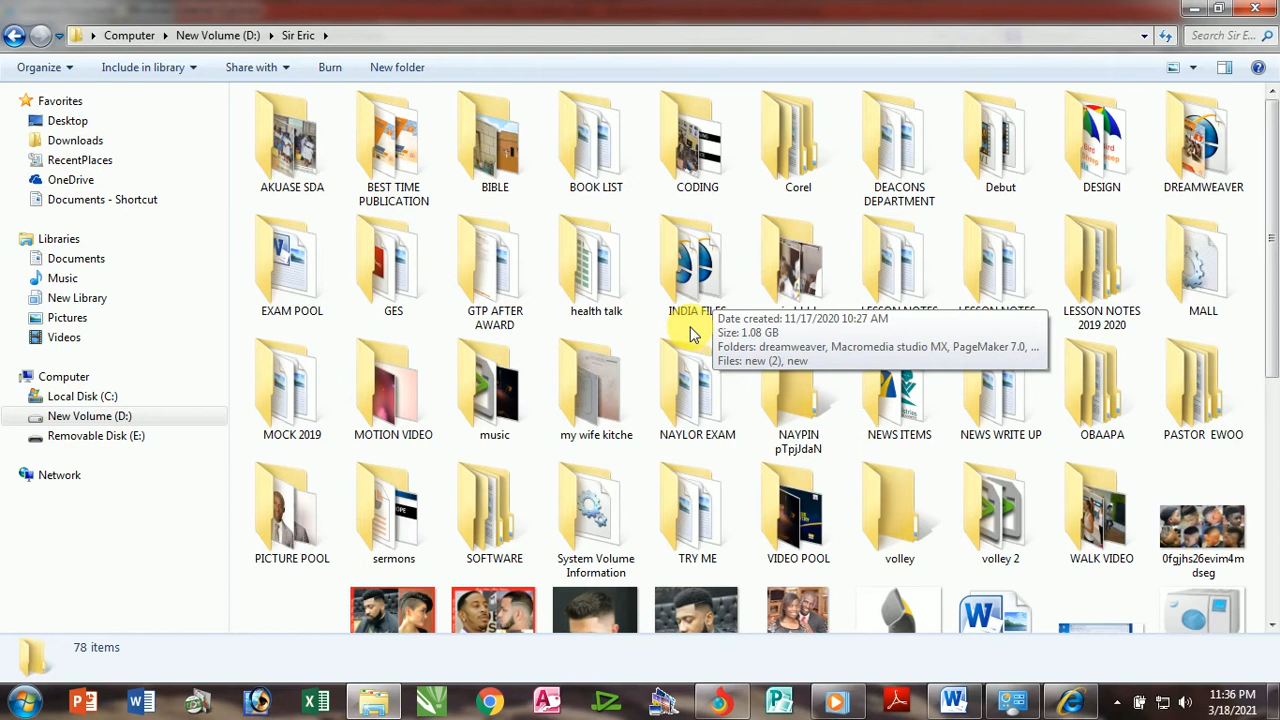 Computer
New Volume (D:)
Sir Eric
Search Sir E...
Organize
Include in library
Share with
Burn
New folder
Favorites
Desktop
Downloads
RecentPlaces
OneDrive
Documents - Shortcut
Libraries
Documents
Music
New Library
Pictures
Videos
Computer
Local Disk (C:)
New Volume (D:)
Removable Disk (E:)
Network
AKUASE SDA
BEST TIME
PUBLICATION
BIBLE
BOOK LIST
CODING
Corel
DEACONS
DEPARTMENT
Debut
DESIGN
DREAMWEAVER
EXAM POOL
GES
GTP AFTER
AWARD
health talk
INDIA FILES
LESSON NOTES
LESSON NOTES
LESSON NOTES
2019 2020
MALL
Date created: 11/17/2020 10:27 AM
Size: 1.08 GB
Folders: dreamweaver, Macromedia studio MX, PageMaker 7.0, ...
Files: new (2), new
MOCK 2019
MOTION VIDEO
music
my wife kitche
NAYLOR EXAM
NAYPIN
pTpjJdaN
NEWS ITEMS
NEWS WRITE UP
OBAAPA
PASTOR EWOO
PICTURE POOL
sermons
SOFTWARE
System Volume
Information
TRY ME
VIDEO POOL
volley
volley 2
WALK VIDEO
0fgjhs26evim4m
dseg
78 items
11:36 PM
3/18/2021